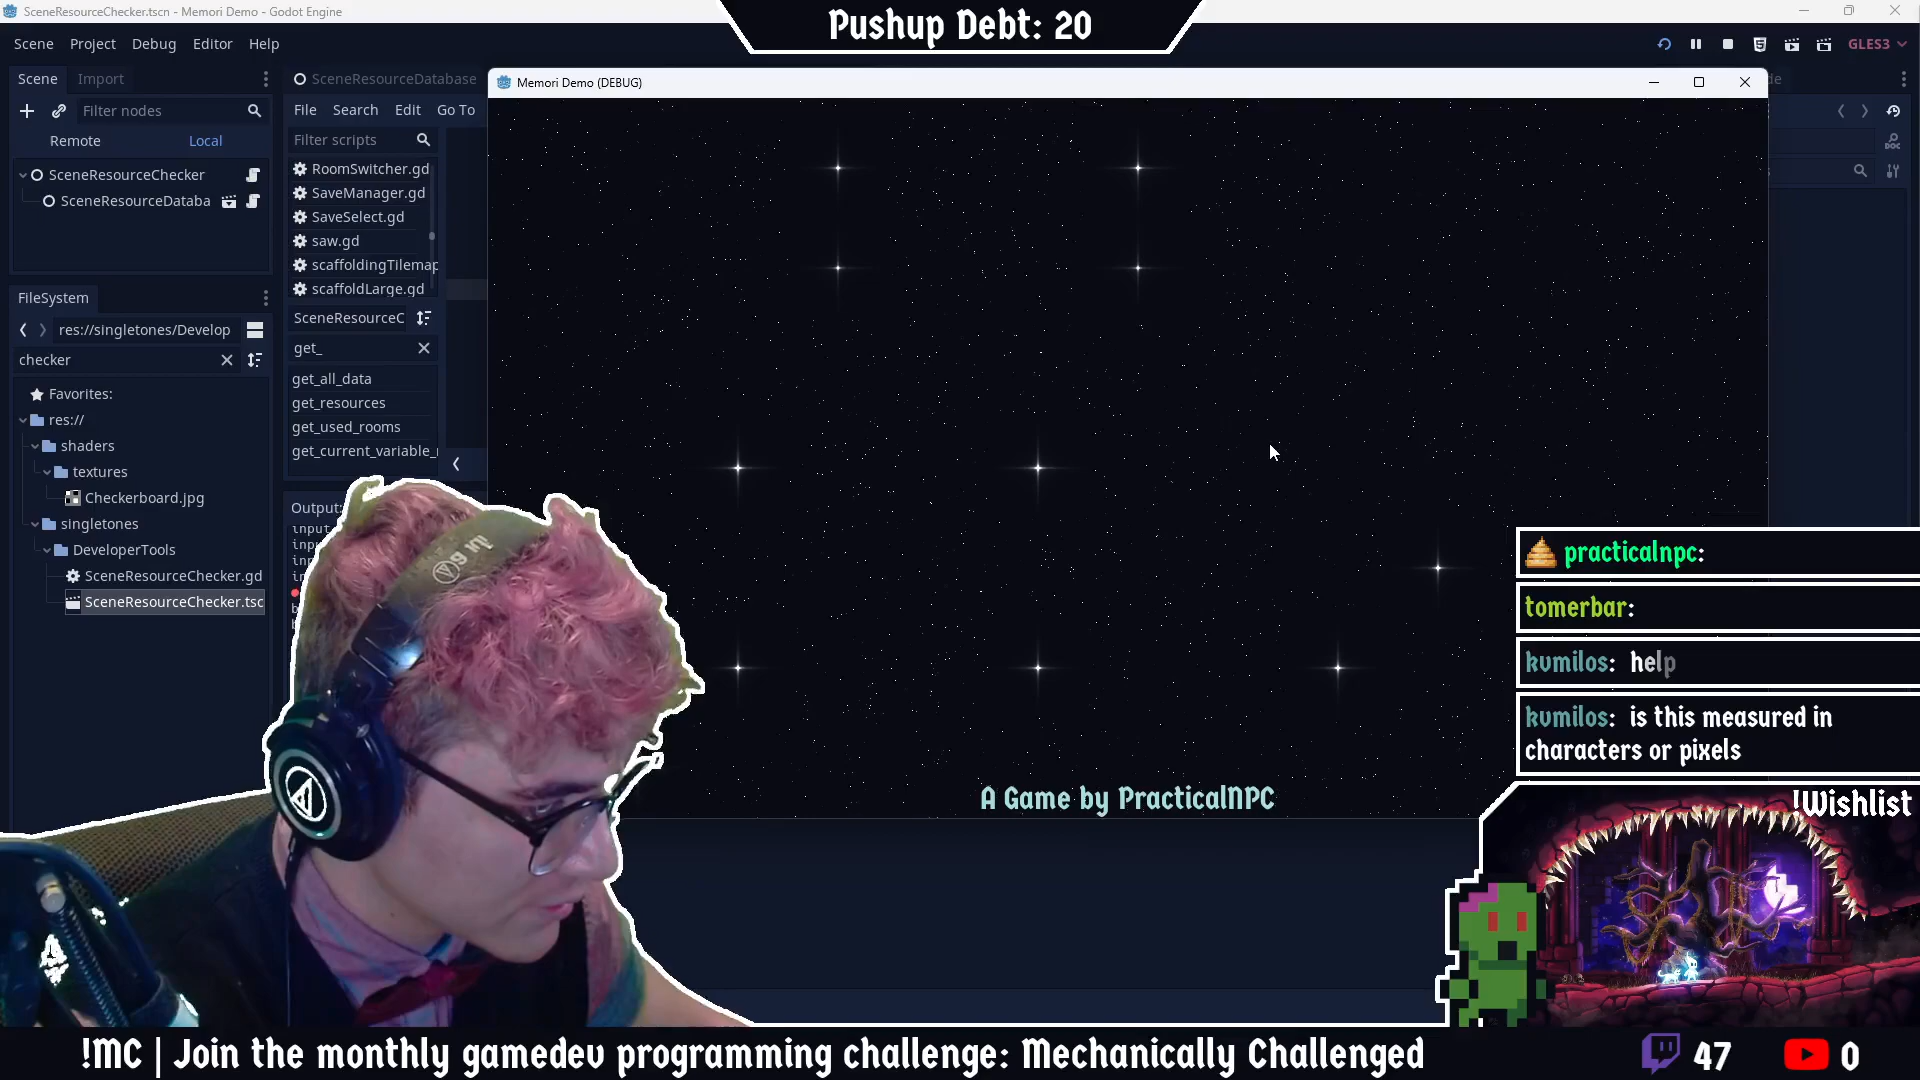 SceneResourceChecker.tscn - Memori Demo - Godot Engine
Pushup Debt: 20
Scene Project Debug Editor Help
GLES3
Scene Import
SceneResourceDatabase
Memori Demo (DEBUG)
Filter nodes
File Search Edit Go To
Remote Local
Filter scripts
SceneResourceChecker
RoomSwitcher.gd
SceneResourceDataba
SaveManager.gd
SaveSelect.gd
saw.gd
scaffoldingTilemap
scaffoldLarge.gd
FileSystem
SceneResourceC
res://singletones/Develop
get_
checker
get_all_data
Favorites:
get_resources
res://
get_used_rooms
shaders
get_current_variable_
textures
Checkerboard.jpg
Output:
singletones
DeveloperTools
SceneResourceChecker.gd
SceneResourceChecker.tsc
practicalnpc:
tomerbar:
kvmilos: help
kvmilos: is this measured in
characters or pixels
A Game by PracticalNPC
!Wishlist
!MC | Join the monthly gamedev programming challenge: Mechanically Challenged
47
0